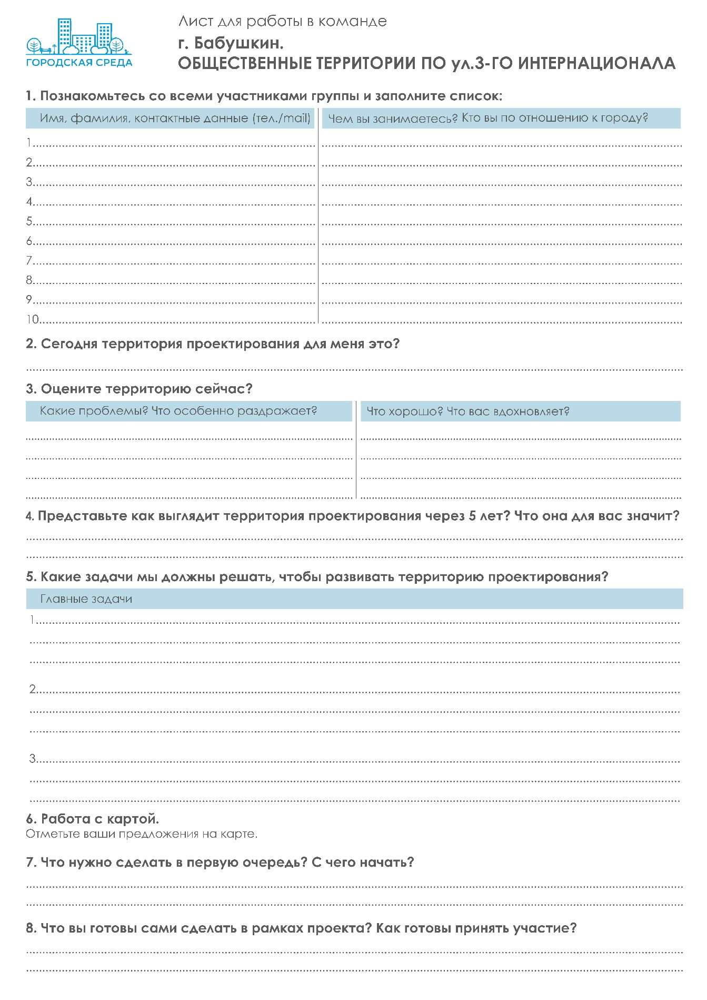 ГОРОДСКАЯ СРЕДА
Лист для работы в команде
г. Бабушкин.
ОБЩЕСТВЕННЫЕ ТЕРРИТОРИИ ПО ул.3-ГО ИНТЕРНАЦИОНАЛА
1. Познакомьтесь со всеми участниками группы и заполните список:
Имя, фамилия, контактные данные (тел./mail) Чем вы занимаетесь? Кто вы по отношению к городу?
1
2
3
4
5
6
7
8
9
10
2. Сегодня территория проектирования для меня это?
3. Оцените территорию сейчас?
Какие проблемы? Что особенно раздражает? Что хорошо? Что вас вдохновляет?
4. Представьте как выглядит территория проектирования через 5 лет? Что она для вас значит?
5. Какие задачи мы должны решать, чтобы развивать территорию проектирования?
Главные задачи
1
2
3
6. Работа с картой.
Отметьте ваши предложения на карте.
7. Что нужно сделать в первую очередь? С чего начать?
8. Что вы готовы сами сделать в рамках проекта? Как готовы принять участие?